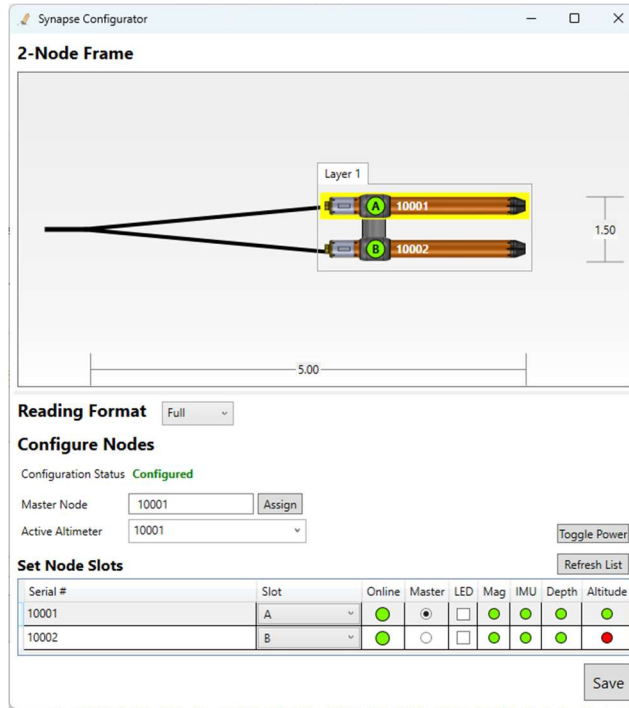 Synapse Configurator
2-Node Frame
Layer 1
A 10001
B 10002
1.50
5.00
Reading Format Full
Configure Nodes
Configuration Status Configured
Master Node 10001 Assign
Active Altimeter 10001
Toggle Power
Set Node Slots Refresh List
Serial # Slot Online Master LED Mag IMU Depth Altitude
10001 A
10002 B
Save